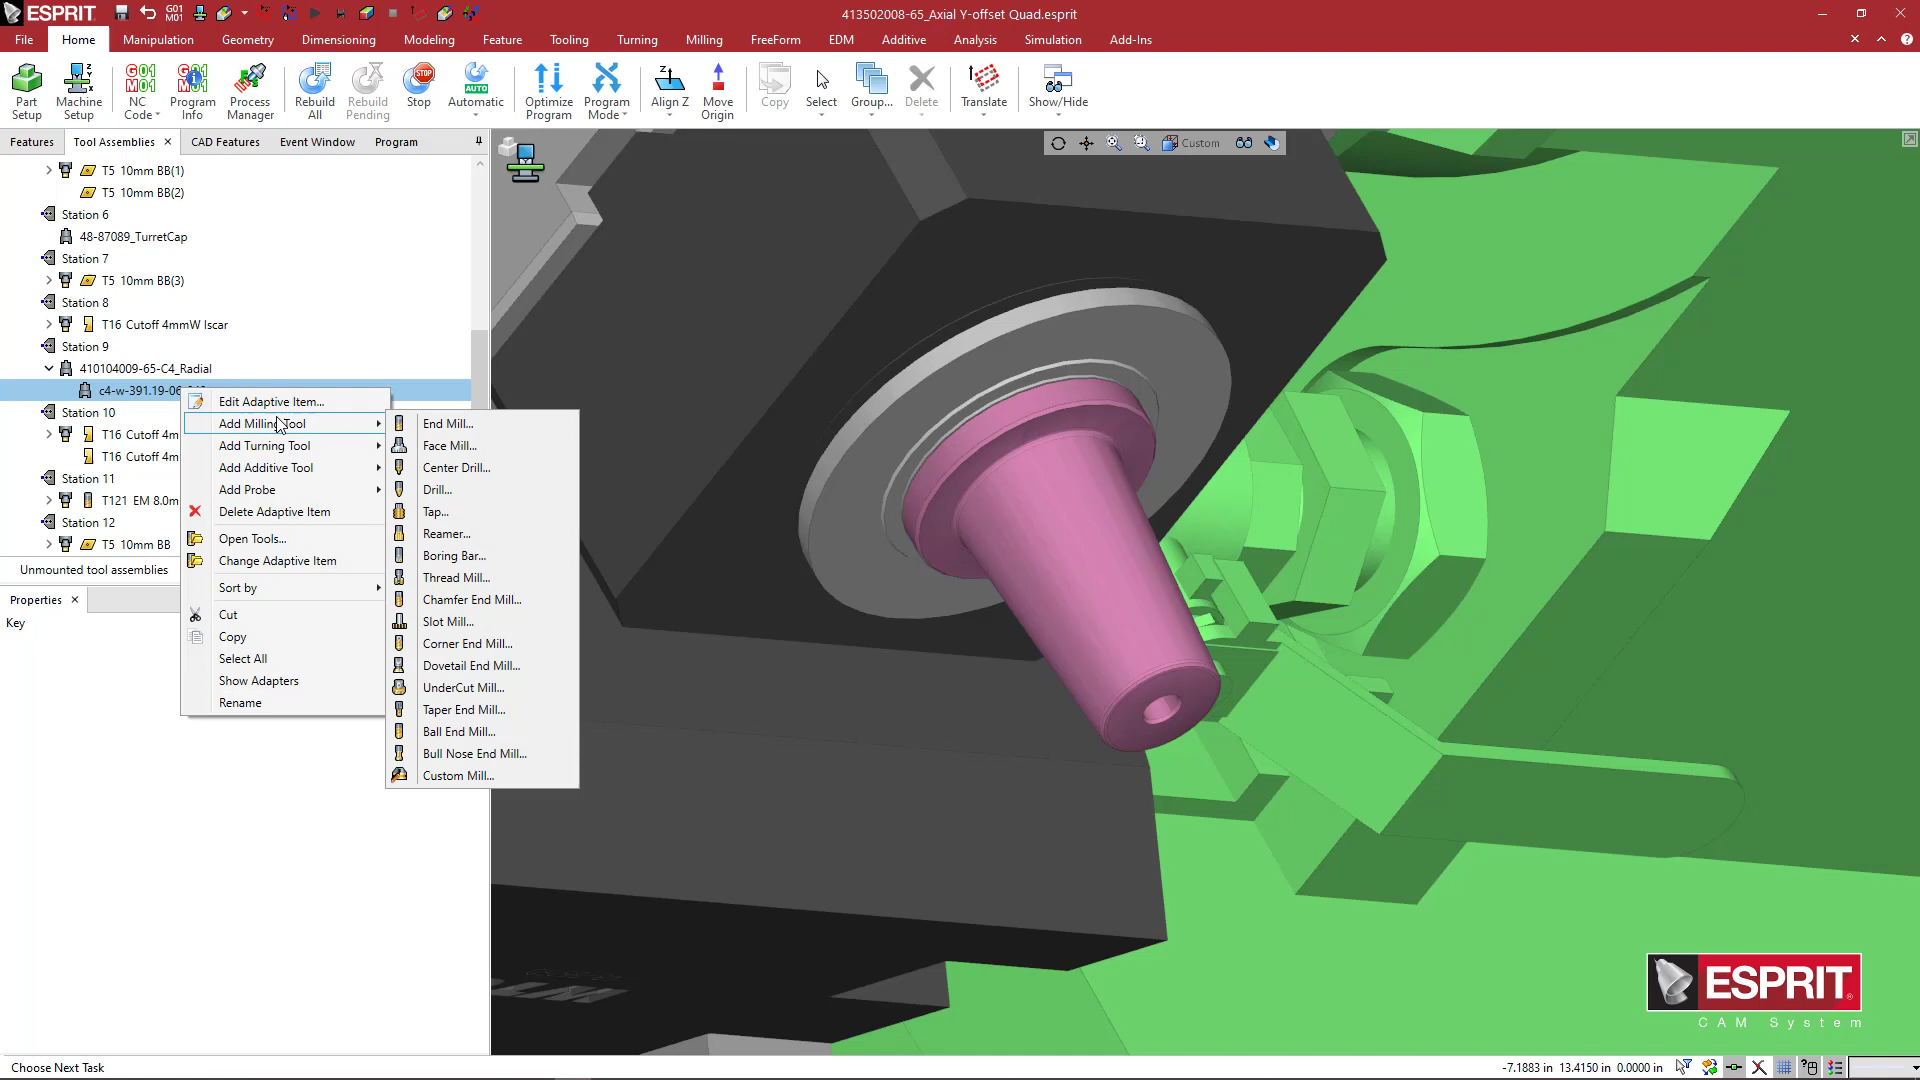 ESPRIT
G01
M01
413502008-65_Axial Y-offset Quad.esprit
File
Home
Manipulation
Geometry
Dimensioning
Modeling
Feature
Tooling
Turning
Milling
FreeForm
EDM
Additive
Analysis
Simulation
Add-Ins
Part Setup
Machine Setup
G01
M01
NC Code
G01
M01
Program Info
Process Manager
Rebuild All
Rebuild Pending
STOP
Stop
AUTO
Automatic
Optimize Program
Program Mode
Align Z
Move Origin
Copy
Select
Group...
Delete
Translate
Show/Hide
Features
Tool Assemblies
CAD Features
Event Window
Program
Custom
T5 10mm BB(1)
T5 10mm BB(2)
Station 6
48-87089_TurretCap
Station 7
T5 10mm BB(3)
Station 8
T16 Cutoff 4mmW Iscar
Station 9
410104009-65-C4_Radial
c4-w-391.19-06
Station 10
T16 Cutoff 4m
T16 Cutoff 4m
Station 11
T121 EM 8.0m
Station 12
T5 10mm BB
Unmounted tool assemblies
Properties
Key
Edit Adaptive Item...
Add Milling Tool
Add Turning Tool
Add Additive Tool
Add Probe
Delete Adaptive Item
Open Tools...
Change Adaptive Item
Sort by
Cut
Copy
Select All
Show Adapters
Rename
End Mill...
Face Mill...
Center Drill...
Drill...
Tap...
Reamer...
Boring Bar...
Thread Mill...
Chamfer End Mill...
Slot Mill...
Corner End Mill...
Dovetail End Mill...
UnderCut Mill...
Taper End Mill...
Ball End Mill...
Bull Nose End Mill...
Custom Mill...
ESPRIT
CAM System
Choose Next Task
-7.1883 in 13.4150 in 0.0000 in